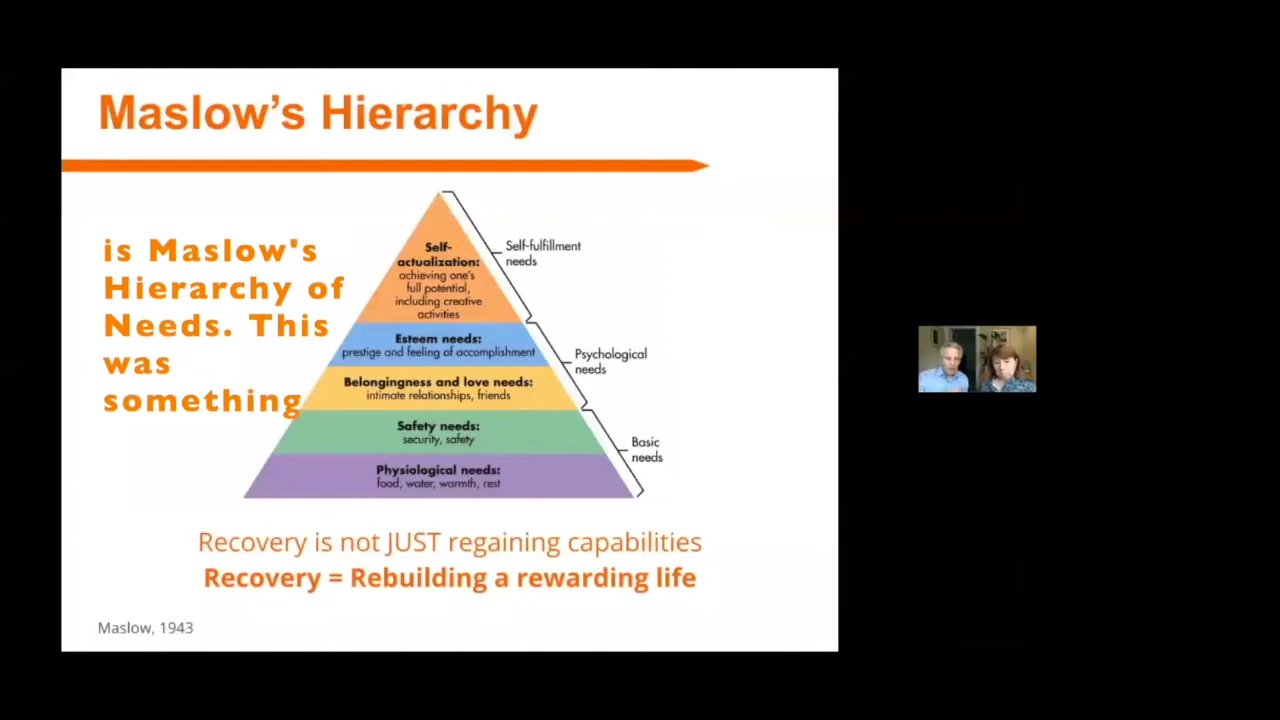 Maslow's Hierarchy
is Maslow's
Hierarchy of
Needs. This
was
something
Self-
actualization:
achieving one's
full potential,
including creative
activities
Self-fulfillment
needs
Esteem needs:
prestige and feeling of accomplishment
Psychological
needs
Belongingness and love needs:
intimate relationships, friends
Safety needs:
security, safety
Basic
needs
Physiological needs:
food, water, warmth, rest
Recovery is not JUST regaining capabilities
Recovery = Rebuilding a rewarding life
Maslow, 1943